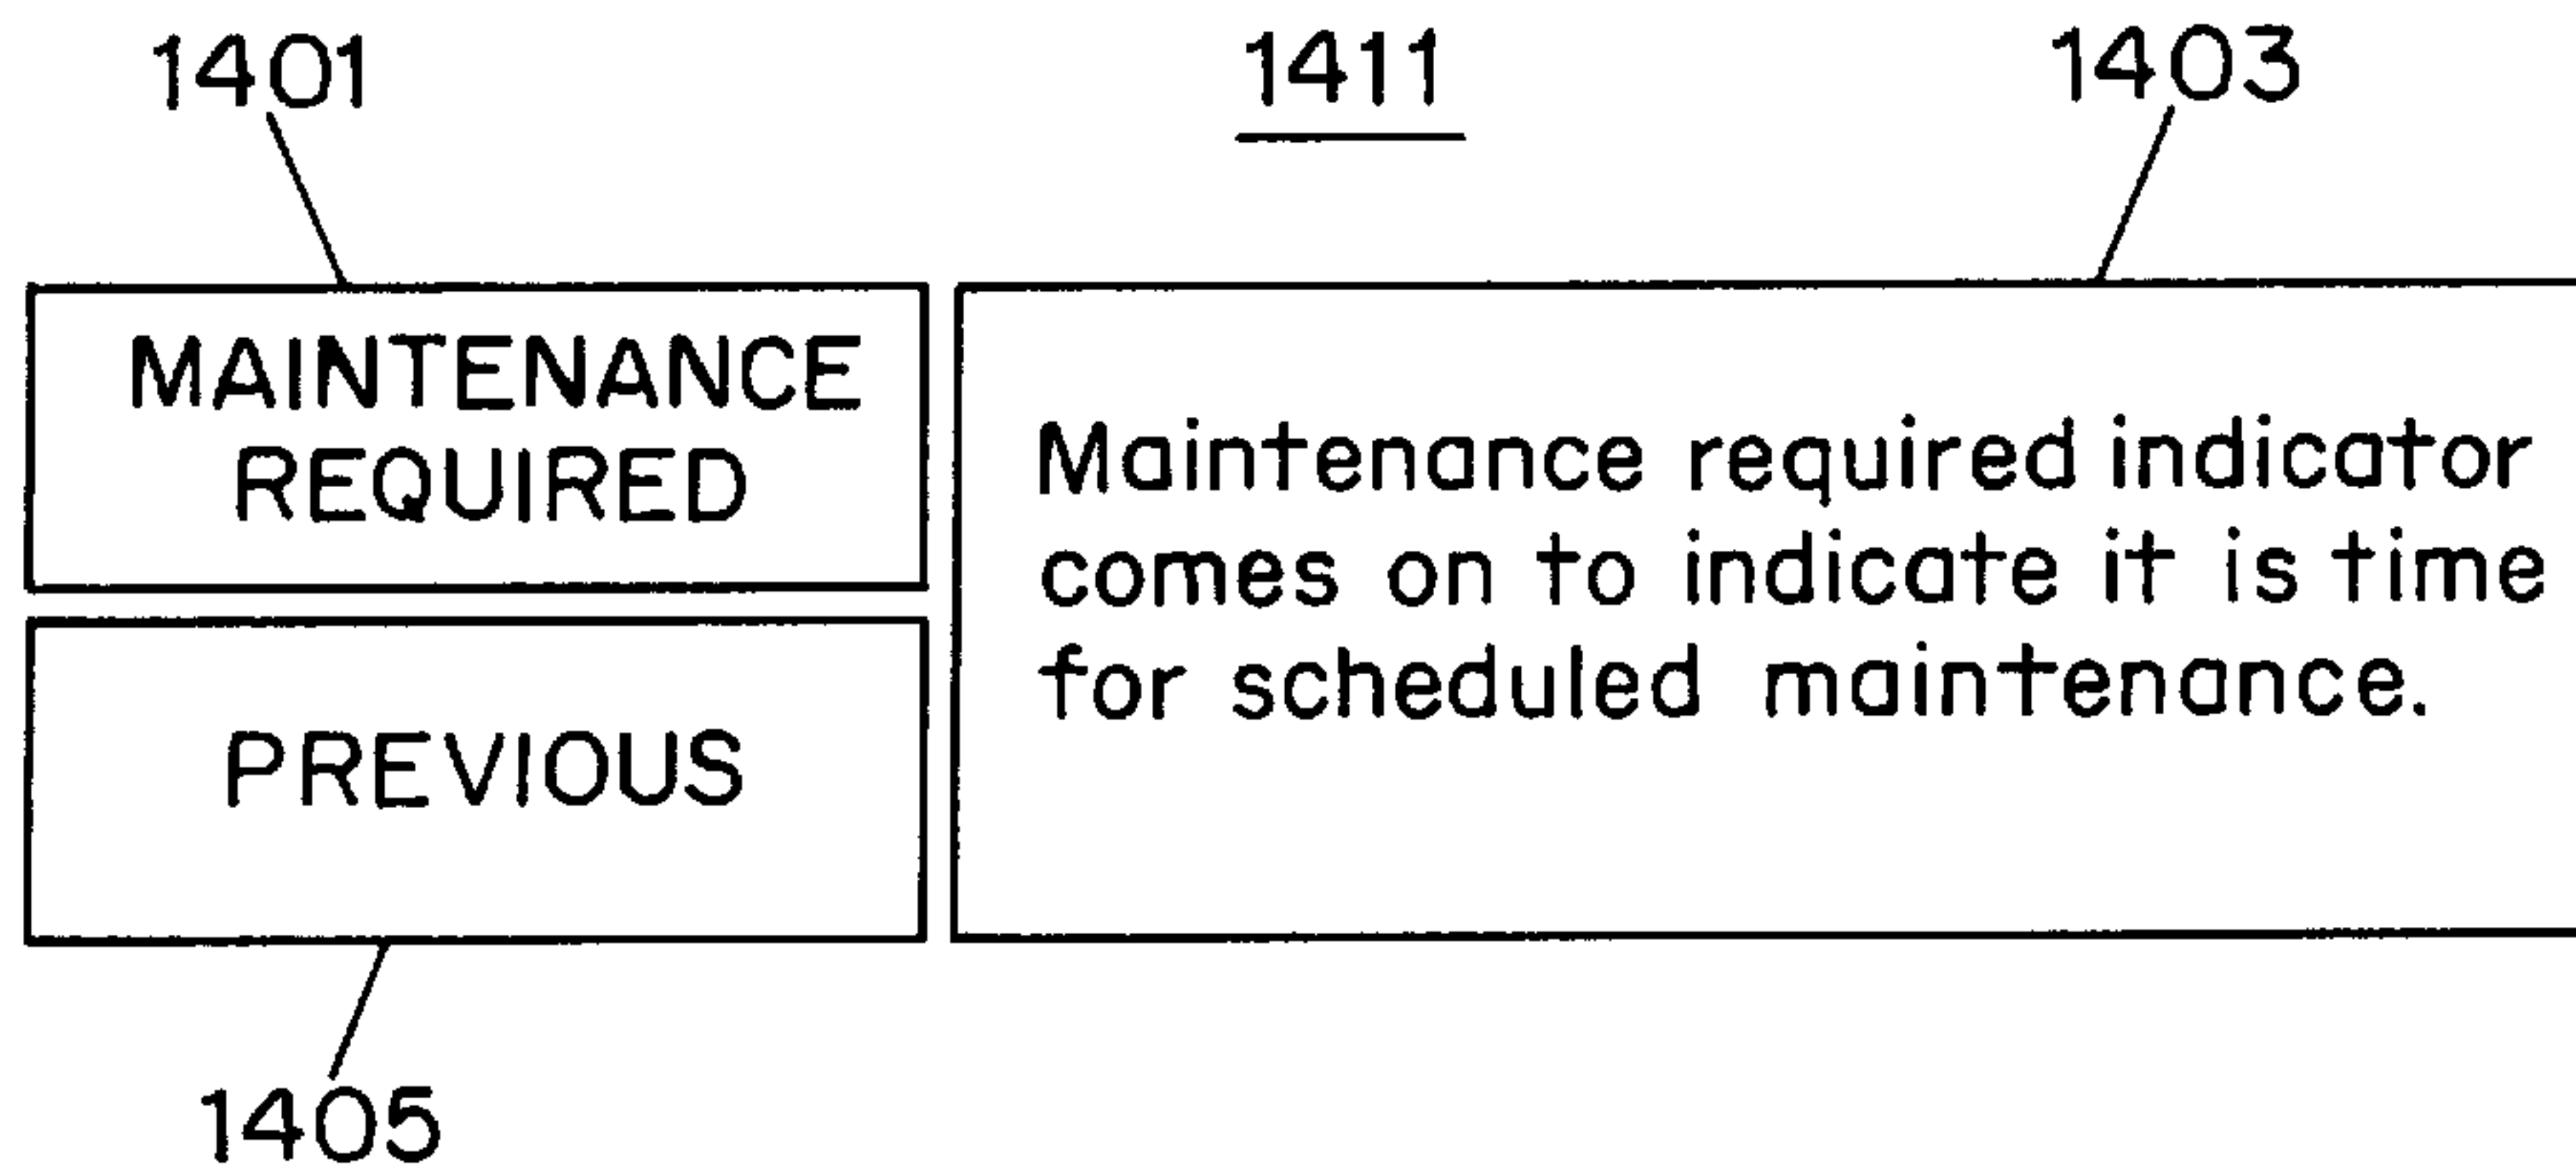 1401
1411
1403
MAINTENANCE
REQUIRED
Maintenance required indicator
comes on to indicate it is time
for scheduled maintenance.
PREVIOUS
1405